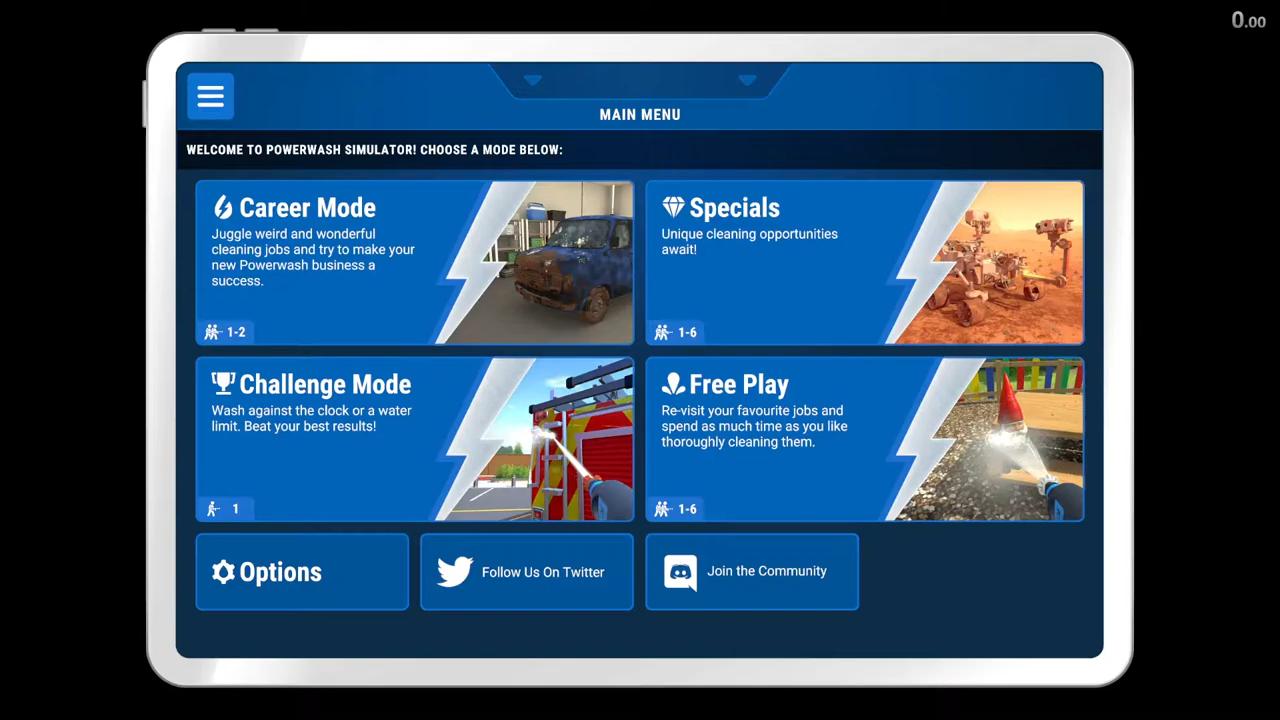 0.00
MAIN MENU
WELCOME TO POWERWASH SIMULATOR! CHOOSE A MODE BELOW:
Career Mode
Juggle weird and wonderful
cleaning jobs and try to make your
new Powerwash business a
success.
1-2
Specials
Unique cleaning opportunities
await!
1-6
Challenge Mode
Wash against the clock or a water
limit. Beat your best results!
1
Free Play
Re-visit your favourite jobs and
spend as much time as you like
thoroughly cleaning them.
1-6
Options
Follow Us On Twitter
Join the Community